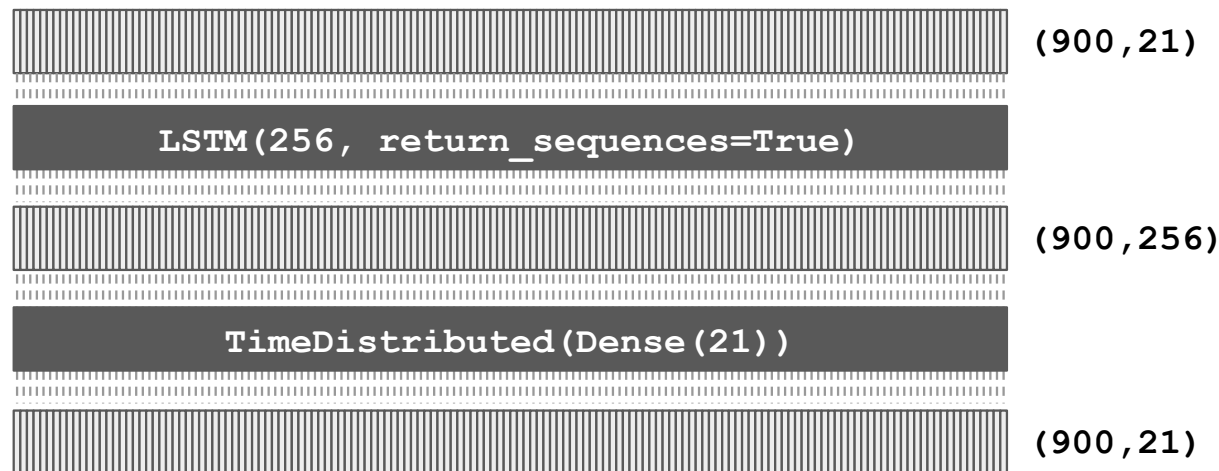 (900,21)
LSTM(256, return_sequences=True)
(900,256)
TimeDistributed(Dense(21))
(900,21)